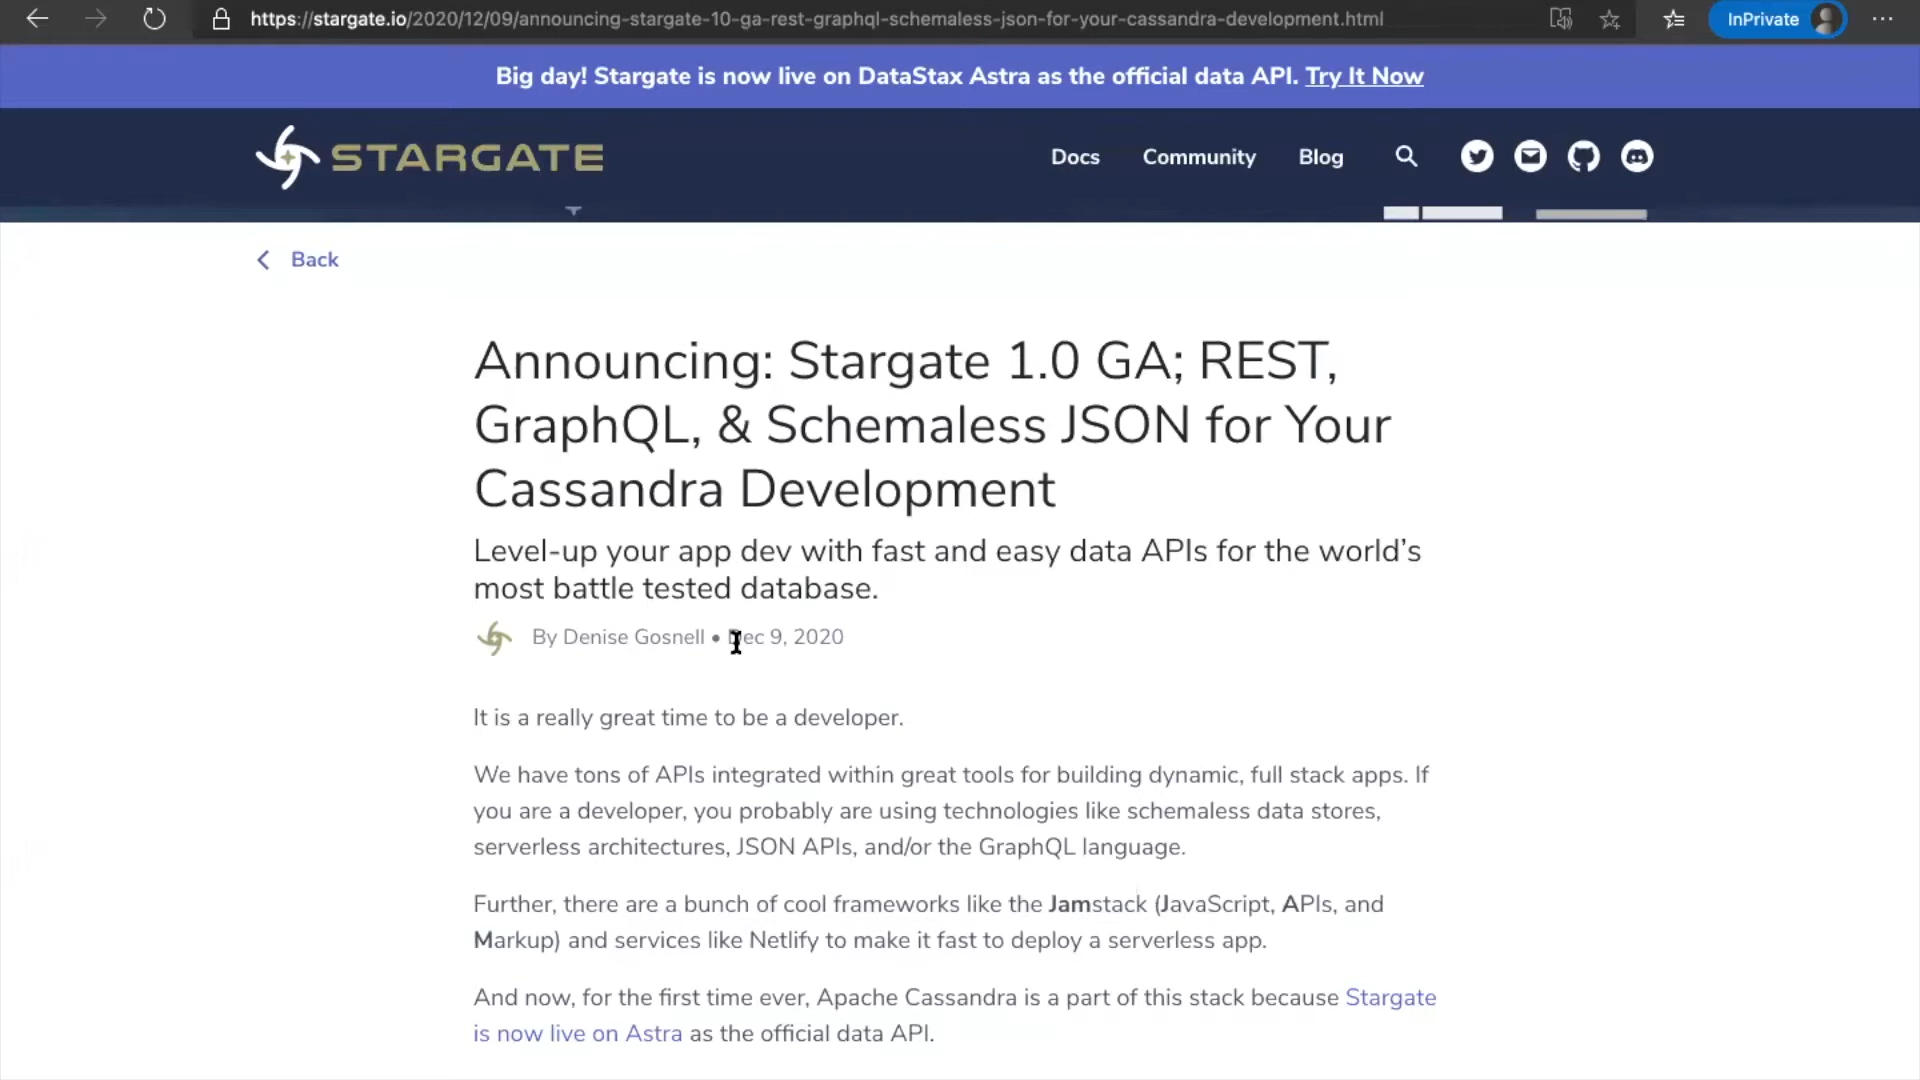 https://stargate.io/2020/12/09/announcing-stargate-10-ga-rest-graphql-schemaless-json-for-your-cassandra-development.html
InPrivate
Big day! Stargate is now live on DataStax Astra as the official data API. Try It Now
STARGATE
Docs Community Blog
Back
Announcing: Stargate 1.0 GA; REST,
GraphQL, & Schemaless JSON for Your
Cassandra Development
Level-up your app dev with fast and easy data APIs for the world’s
most battle tested database.
By Denise Gosnell • Dec 9, 2020
It is a really great time to be a developer.
We have tons of APIs integrated within great tools for building dynamic, full stack apps. If
you are a developer, you probably are using technologies like schemaless data stores,
serverless architectures, JSON APIs, and/or the GraphQL language.
Further, there are a bunch of cool frameworks like the Jamstack (JavaScript, APIs, and
Markup) and services like Netlify to make it fast to deploy a serverless app.
And now, for the first time ever, Apache Cassandra is a part of this stack because Stargate
is now live on Astra as the official data API.